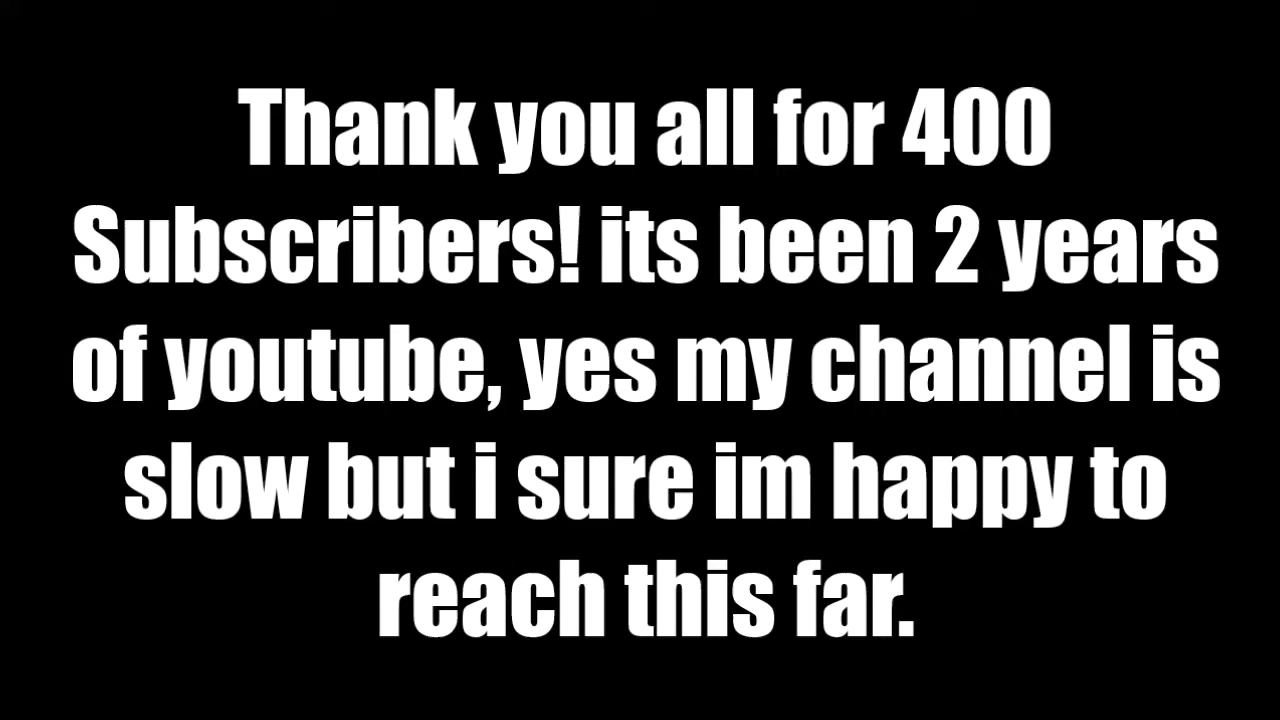 Thank you all for 400
Subscribers! its been 2 years
of youtube, yes my channel is
slow but i sure im happy to
reach this far.